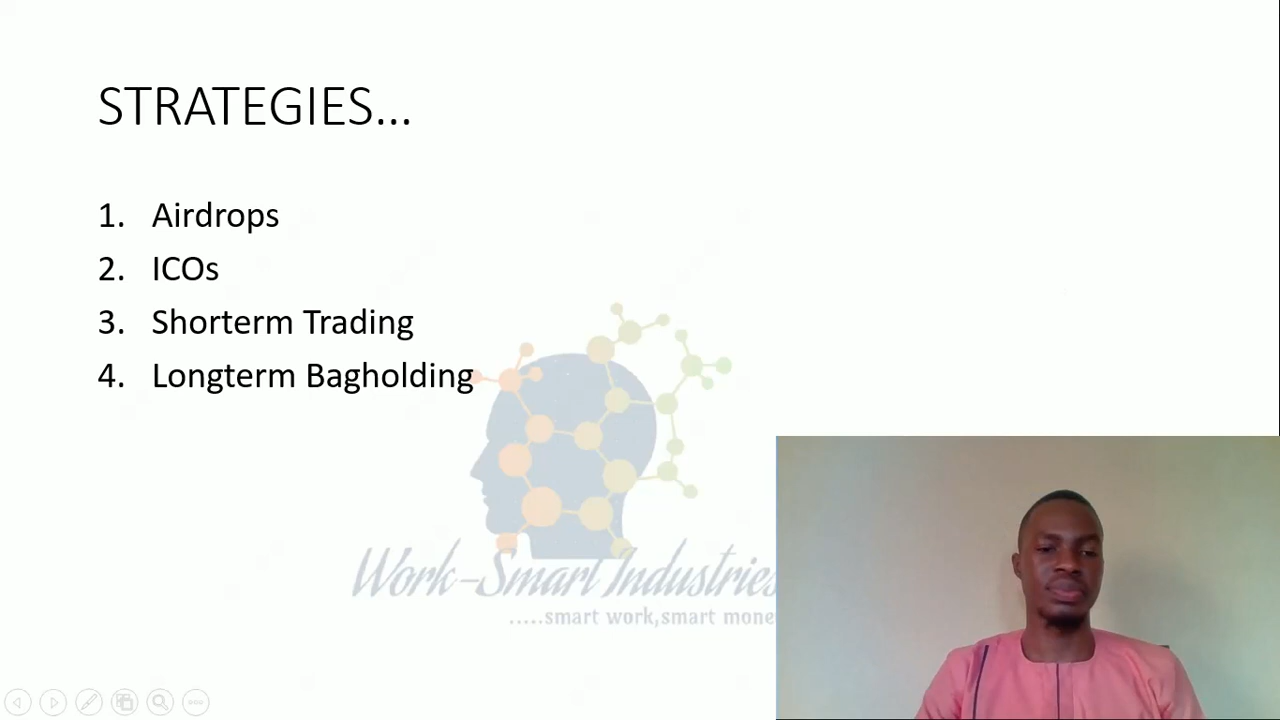 STRATEGIES...
1. Airdrops
2. ICOs
3. Shorterm Trading
4. Longterm Bagholding
Work-Smart Industries
.....smart work,smart mone